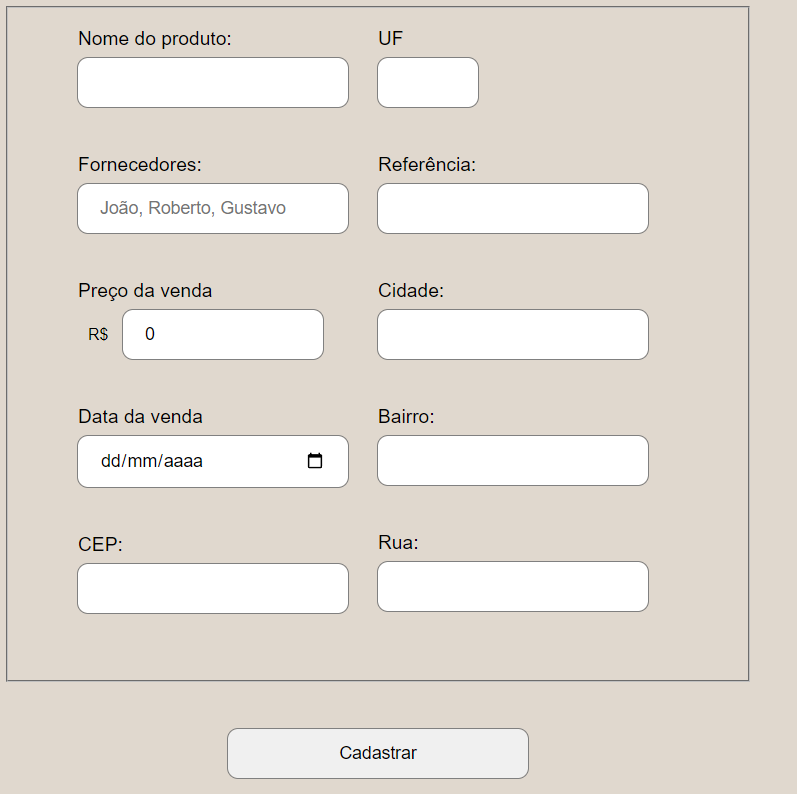 Nome do produto:
UF
Fornecedores:
Referência:
João, Roberto, Gustavo
Preço da venda
Cidade:
R$ 0
Data da venda
Bairro:
dd/mm/aaaa
CEP:
Rua:
Cadastrar